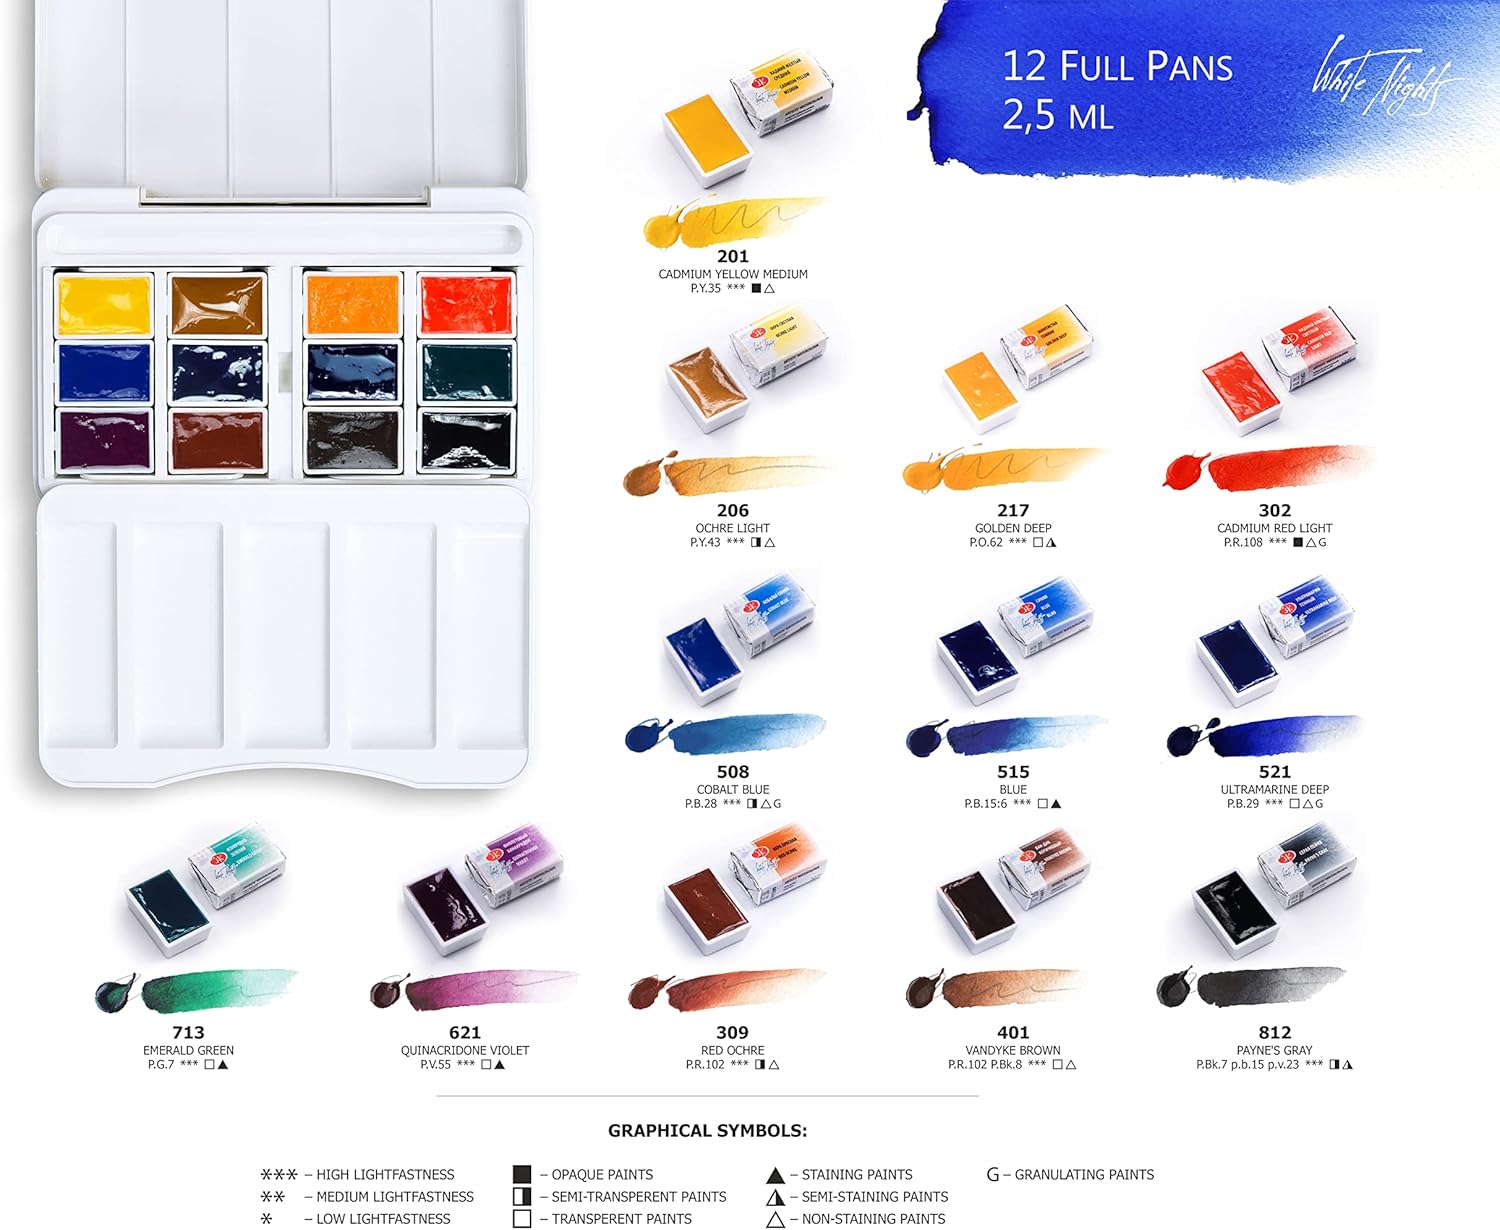 12 FULL PANS
2,5 ML
White Nights
201
CADMIUM YELLOW MEDIUM
P.Y.35 *** ■△
206
OCHRE LIGHT
P.Y.43 *** ◨△
217
GOLDEN DEEP
P.O.62 *** □◮
302
CADMIUM RED LIGHT
P.R.108 *** ■△G
508
COBALT BLUE
P.B.28 *** ◨△G
515
BLUE
P.B.15:6 *** □▲
521
ULTRAMARINE DEEP
P.B.29 *** □△G
713
EMERALD GREEN
P.G.7 *** □▲
621
QUINACRIDONE VIOLET
P.V.55 *** □▲
309
RED OCHRE
P.R.102 *** ◨△
401
VANDYKE BROWN
P.R.102 P.Bk.8 *** □△
812
PAYNE'S GRAY
P.Bk.7 p.b.15 p.v.23 *** ◨◮
GRAPHICAL SYMBOLS:
*** – HIGH LIGHTFASTNESS
** – MEDIUM LIGHTFASTNESS
* – LOW LIGHTFASTNESS
■ – OPAQUE PAINTS
◨ – SEMI-TRANSPERENT PAINTS
□ – TRANSPERENT PAINTS
▲ – STAINING PAINTS
◮ – SEMI-STAINING PAINTS
△ – NON-STAINING PAINTS
G – GRANULATING PAINTS